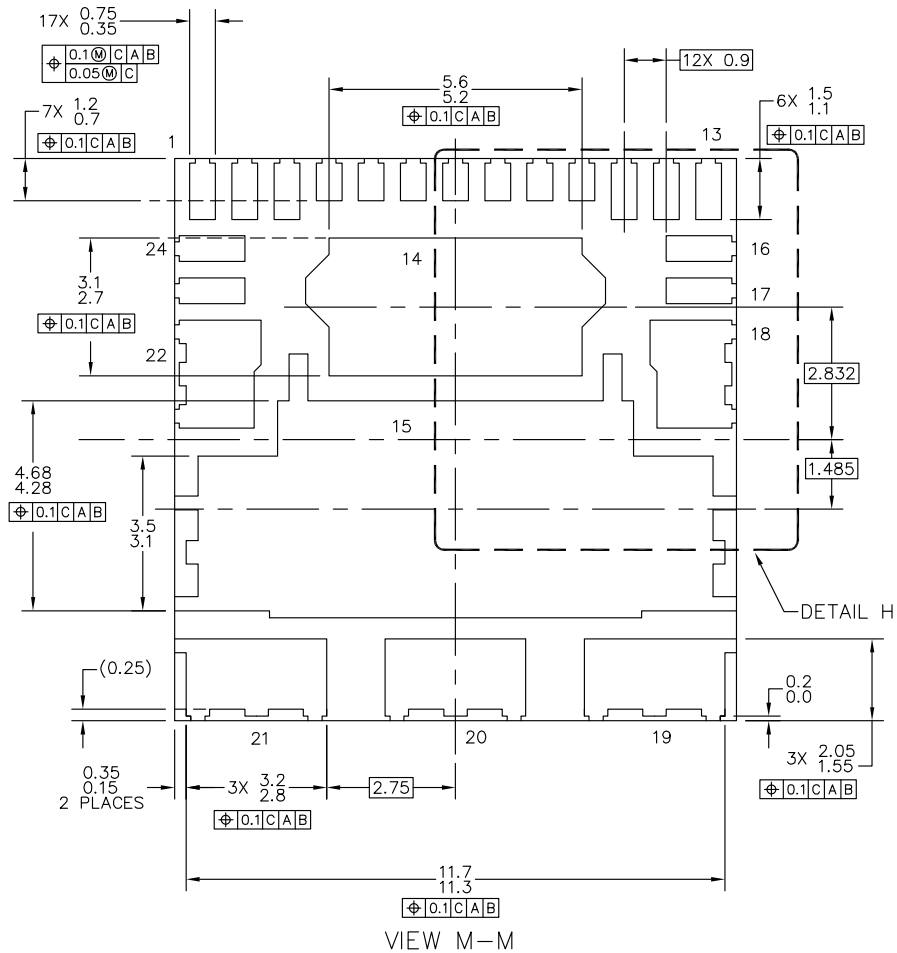 17X 0.75
0.35
⌖ 0.1Ⓜ C A B
0.05Ⓜ C
7X 1.2
0.7
⌖ 0.1 C A B
5.6
5.2
⌖ 0.1 C A B
12X 0.9
6X 1.5
1.1
⌖ 0.1 C A B
1
13
24
14
16
3.1
2.7
⌖ 0.1 C A B
17
22
18
2.832
15
1.485
4.68
4.28
⌖ 0.1 C A B
3.5
3.1
DETAIL H
(0.25)
0.2
0.0
21
20
19
3X 2.05
1.55
⌖ 0.1 C A B
0.35
0.15
2 PLACES
3X 3.2
2.8
⌖ 0.1 C A B
2.75
11.7
11.3
⌖ 0.1 C A B
VIEW M-M